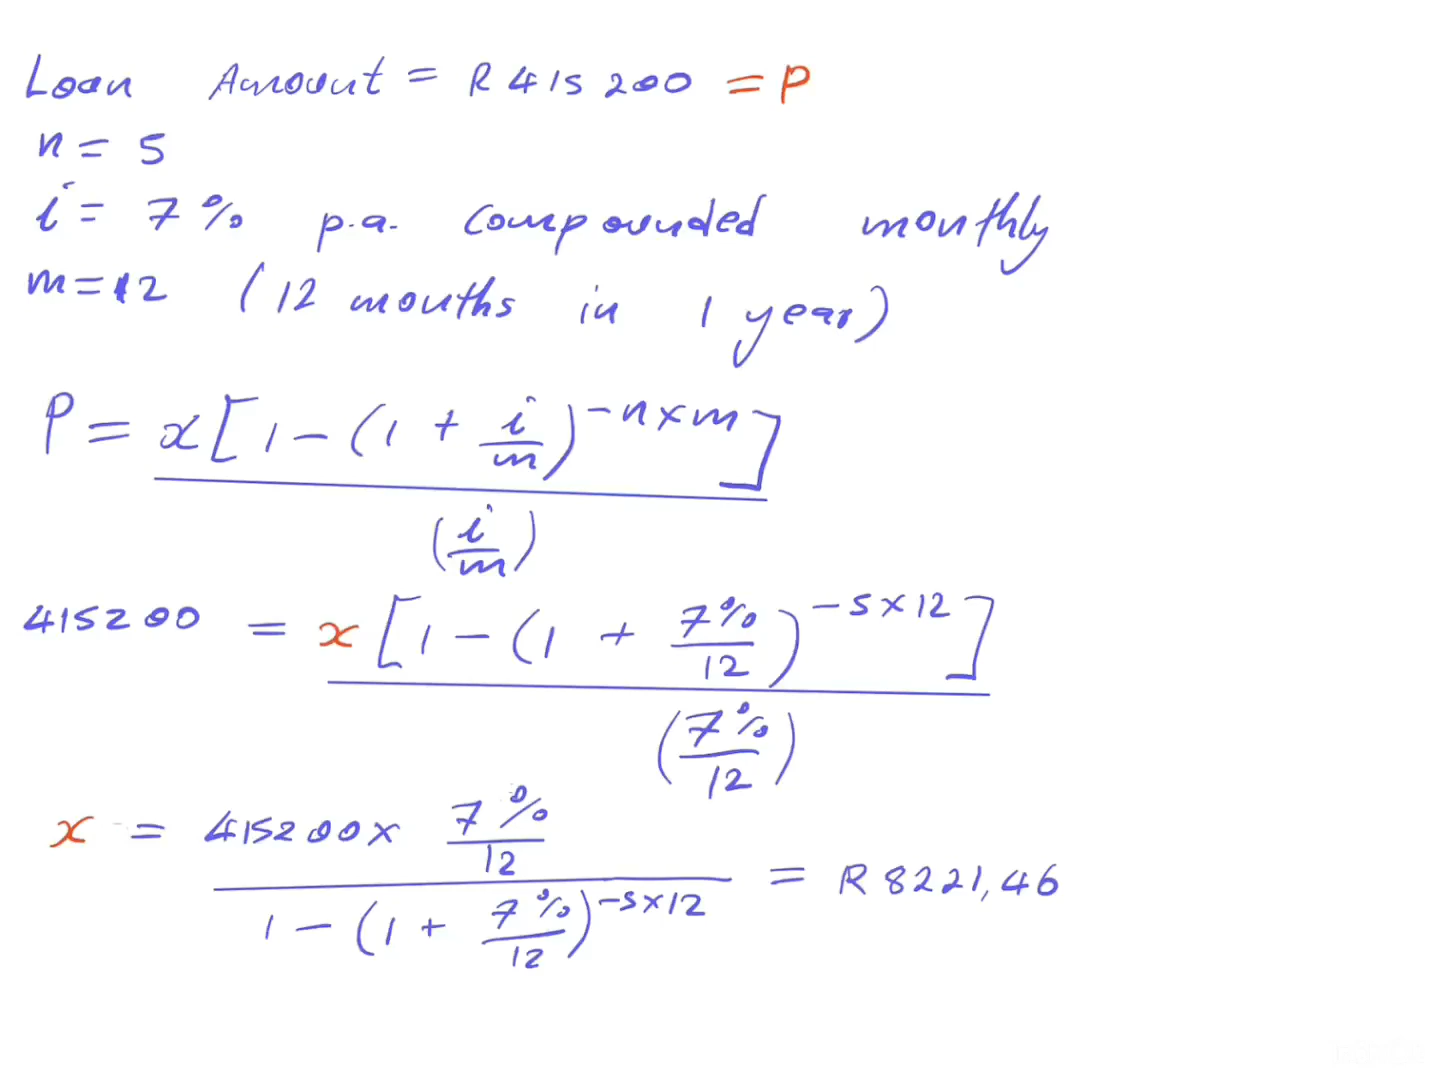 Loan Amount = R 415 200 = P
n = 5
i = 7% p.a. compounded monthly
m = 12 (12 months in 1 year)
P = x[1 - (1 + i/m)^(-n×m)] / (i/m)
415200 = x[1 - (1 + 7%/12)^(-5×12)] / (7%/12)
x = 415200 × 7%/12 / 1 - (1 + 7%/12)^(-5×12) = R 8221,46